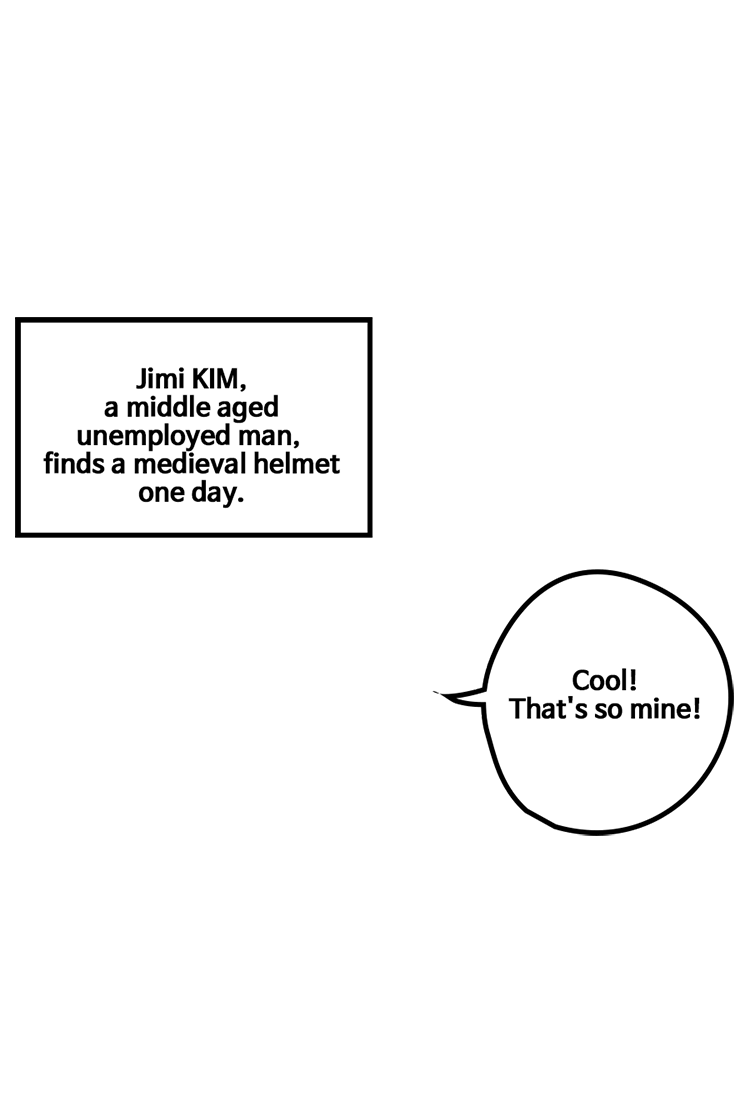 Jimi KIM,
a middle aged
unemployed man,
finds a medieval helmet
one day.
Cool!
That's so mine!